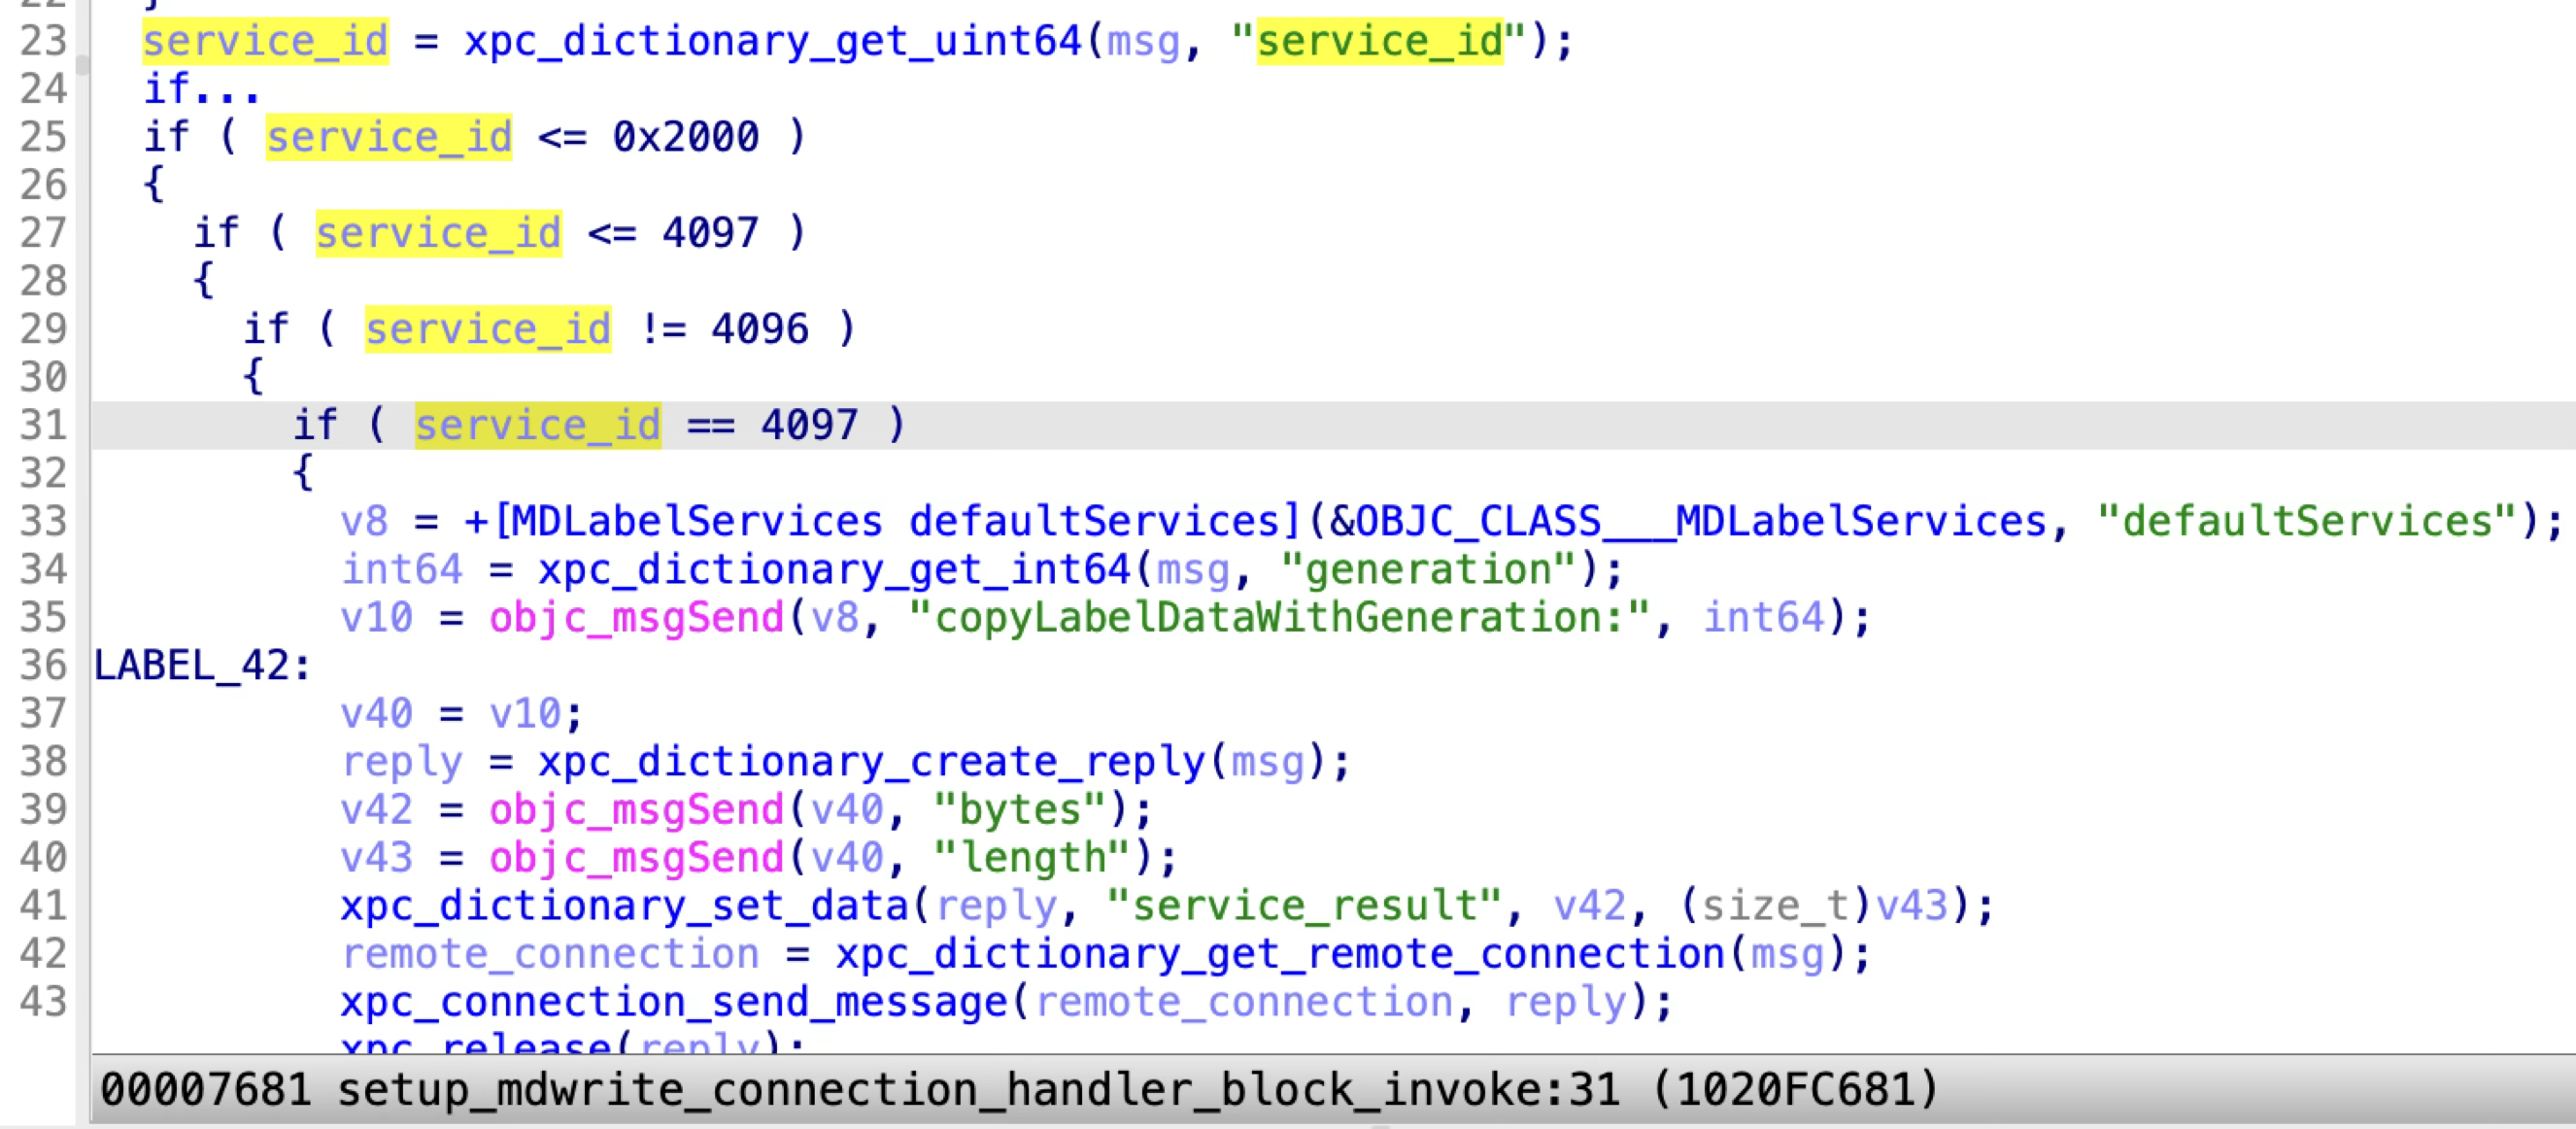 23 service_id = xpc_dictionary_get_uint64(msg, "service_id");
24 if...
25 if ( service_id <= 0x2000 )
26 {
27 if ( service_id <= 4097 )
28 {
29 if ( service_id != 4096 )
30 {
31 if ( service_id == 4097 )
32 {
33 v8 = +[MDLabelServices defaultServices](&OBJC_CLASS___MDLabelServices, "defaultServices");
34 int64 = xpc_dictionary_get_int64(msg, "generation");
35 v10 = objc_msgSend(v8, "copyLabelDataWithGeneration:", int64);
36 LABEL_42:
37 v40 = v10;
38 reply = xpc_dictionary_create_reply(msg);
39 v42 = objc_msgSend(v40, "bytes");
40 v43 = objc_msgSend(v40, "length");
41 xpc_dictionary_set_data(reply, "service_result", v42, (size_t)v43);
42 remote_connection = xpc_dictionary_get_remote_connection(msg);
43 xpc_connection_send_message(remote_connection, reply);
xpc_release(reply);
00007681 setup_mdwrite_connection_handler_block_invoke:31 (1020FC681)